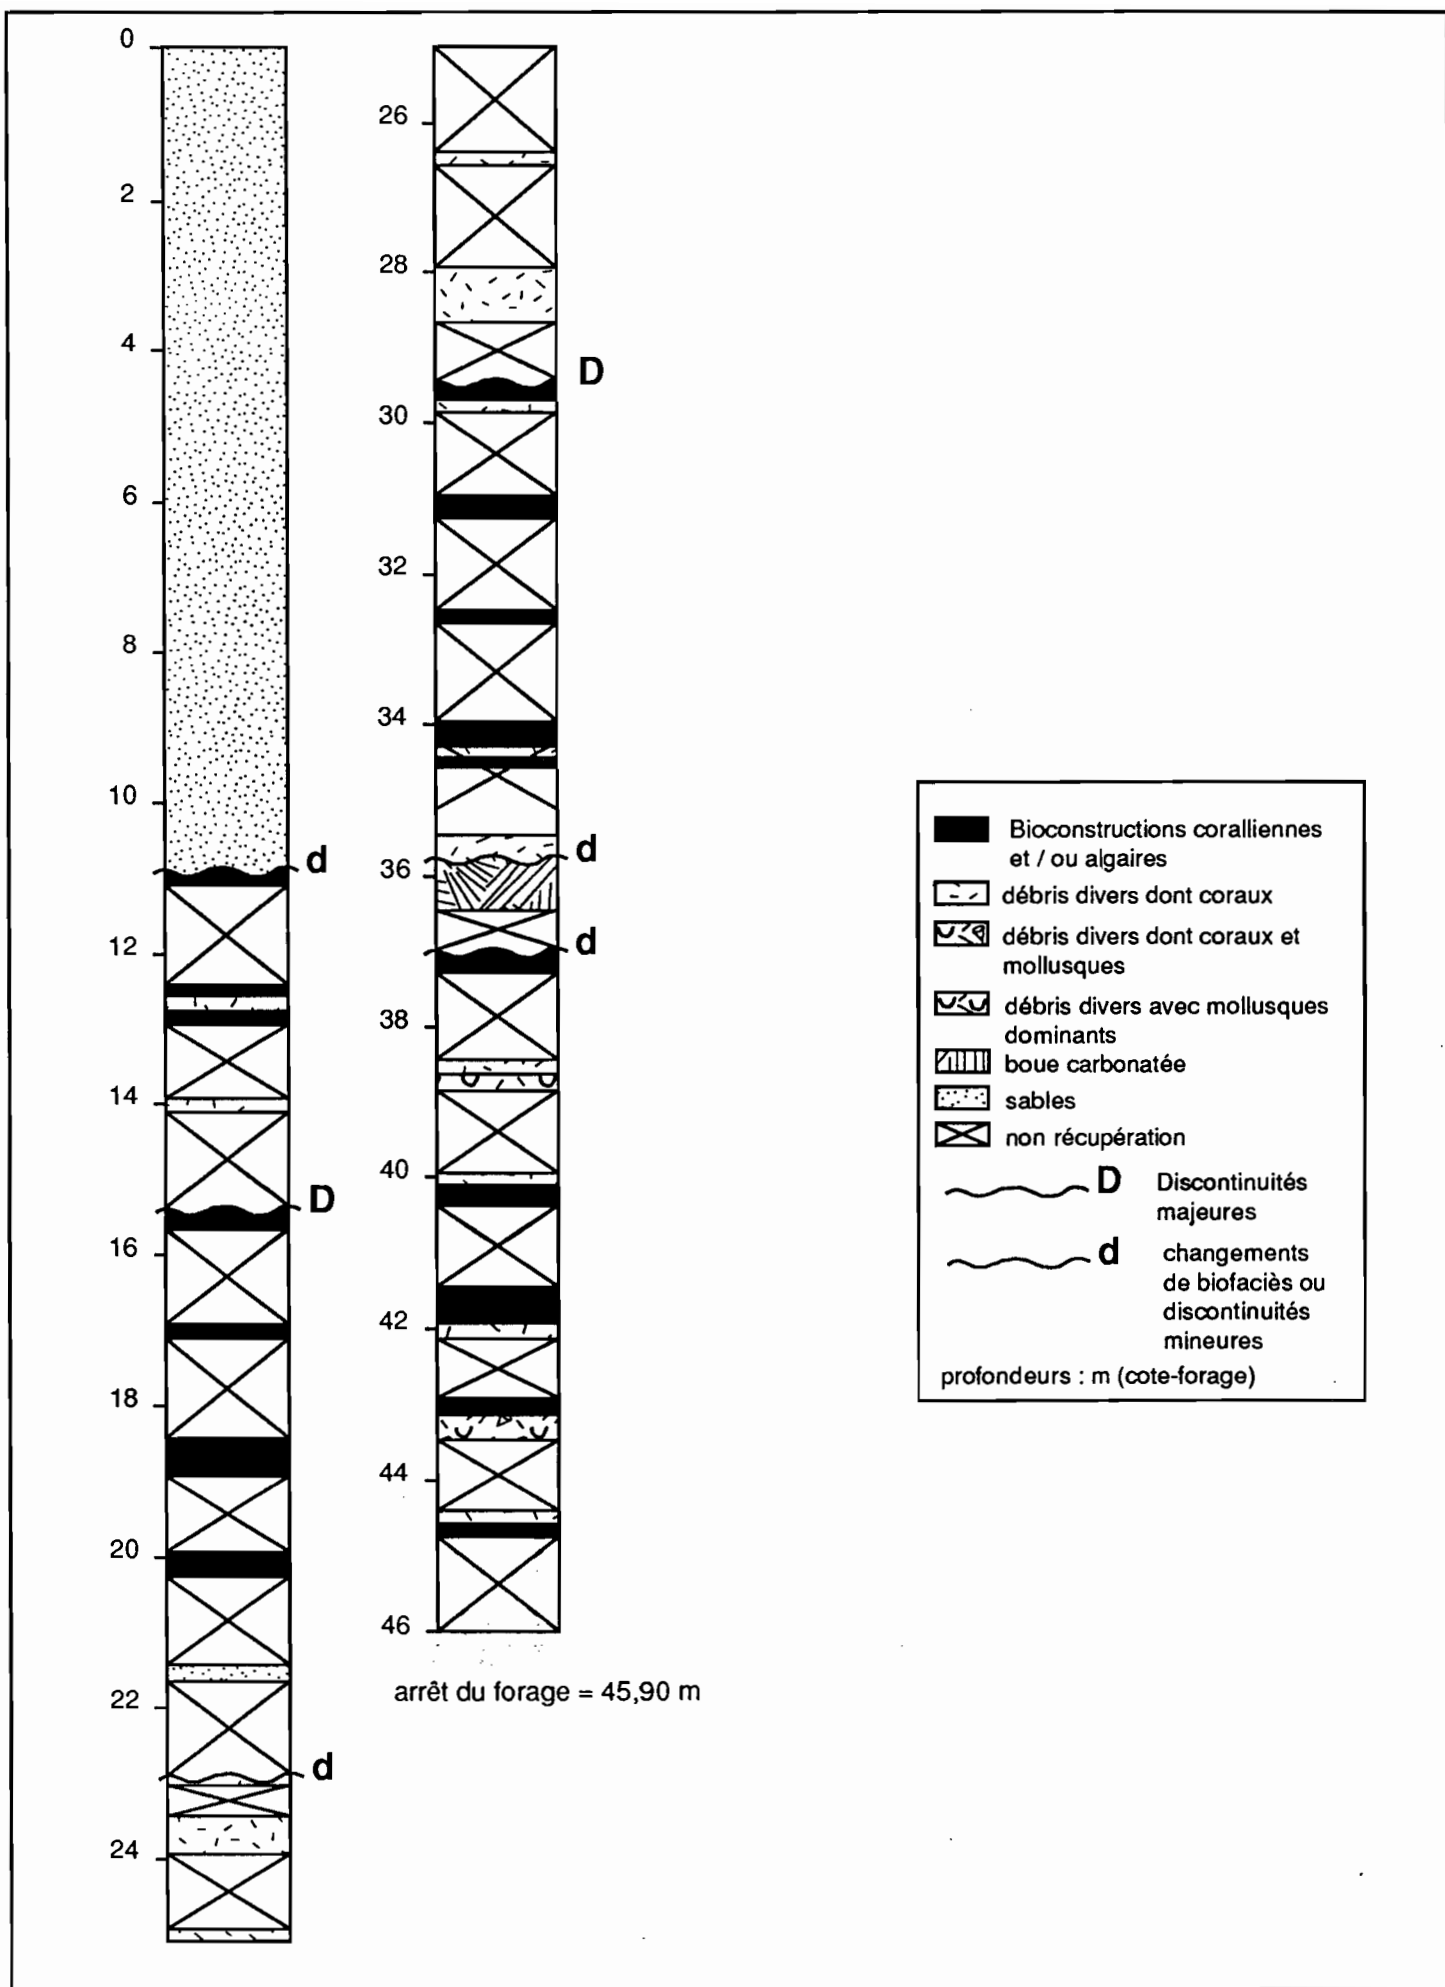 0
2
4
6
8
10
d
12
14
D
16
18
20
22
d
24
26
28
D
30
32
34
d
36
d
38
40
42
44
46
arrêt du forage = 45,90 m
Bioconstructions coralliennes
et / ou algaires
débris divers dont coraux
débris divers dont coraux et
mollusques
débris divers avec mollusques
dominants
boue carbonatée
sables
non récupération
D Discontinuités
majeures
d changements
de biofaciès ou
discontinuités
mineures
profondeurs : m (cote-forage)